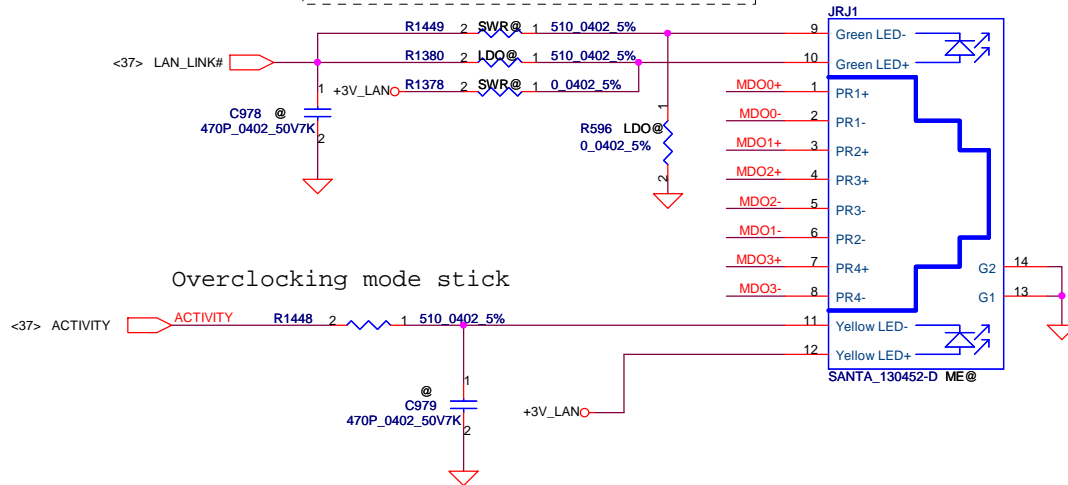 JRJ1
R1449 2 SWR@ 1 510_0402_5% 9 Green LED-
<37> LAN_LINK# R1380 2 LDO@ 1 510_0402_5% 10 Green LED+
+3V_LAN R1378 2 SWR@ 1 0_0402_5%
MDO0+ 1 PR1+
1 C978 @ 470P_0402_50V7K 2
1 R596 LDO@ 0_0402_5% 2
MDO0- 2 PR1-
MDO1+ 3 PR2+
MDO2+ 4 PR3+
MDO2- 5 PR3-
MDO1- 6 PR2-
MDO3+ 7 PR4+
MDO3- 8 PR4-
G2 14
G1 13
Overclocking mode stick
<37> ACTIVITY ACTIVITY R1448 2 1 510_0402_5% 11 Yellow LED-
12 Yellow LED+
SANTA_130452-D ME@
1 @ C979 470P_0402_50V7K 2
+3V_LAN